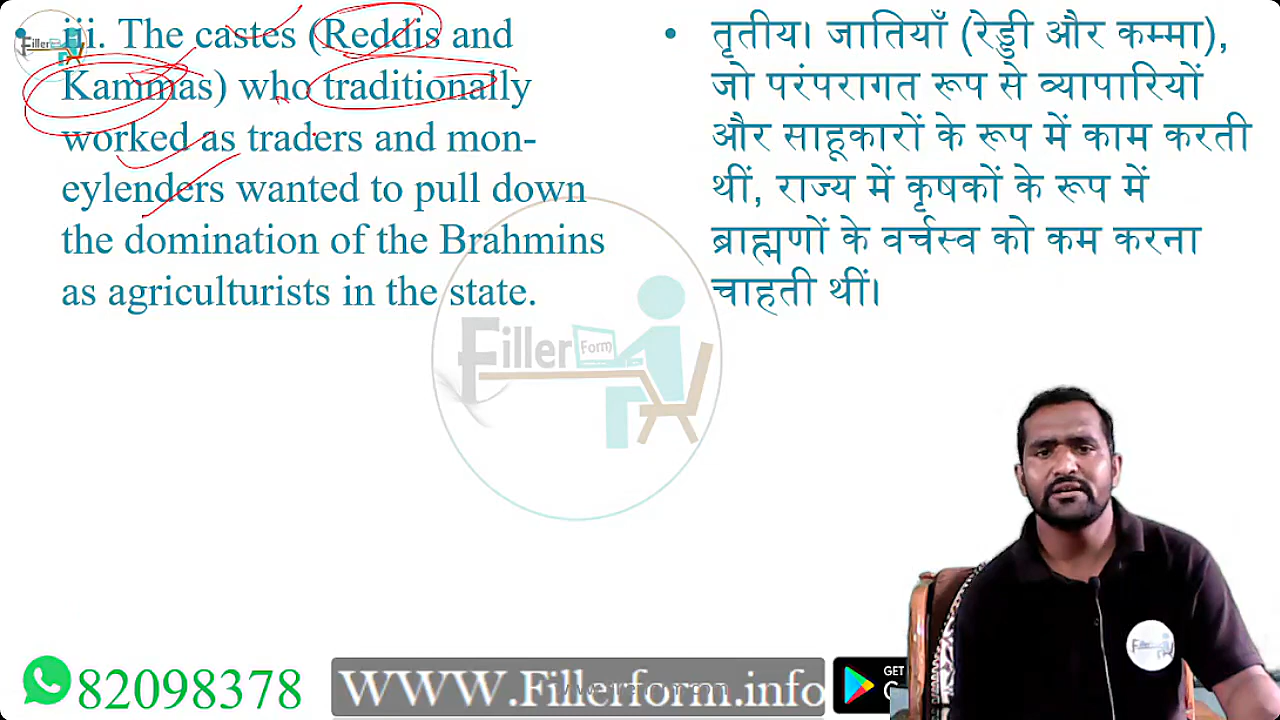 iii. The castes (Reddis and
Kammas) who traditionally
worked as traders and mon-
eylenders wanted to pull down
the domination of the Brahmins
as agriculturists in the state.
तृतीय। जातियाँ (रेड्डी और कम्मा),
जो परंपरागत रूप से व्यापारियों
और साहूकारों के रूप में काम करती
थीं, राज्य में कृषकों के रूप में
ब्राह्मणों के वर्चस्व को कम करना
चाहती थीं।
Filler Form
82098378
WWW.Fillerform.info
GET